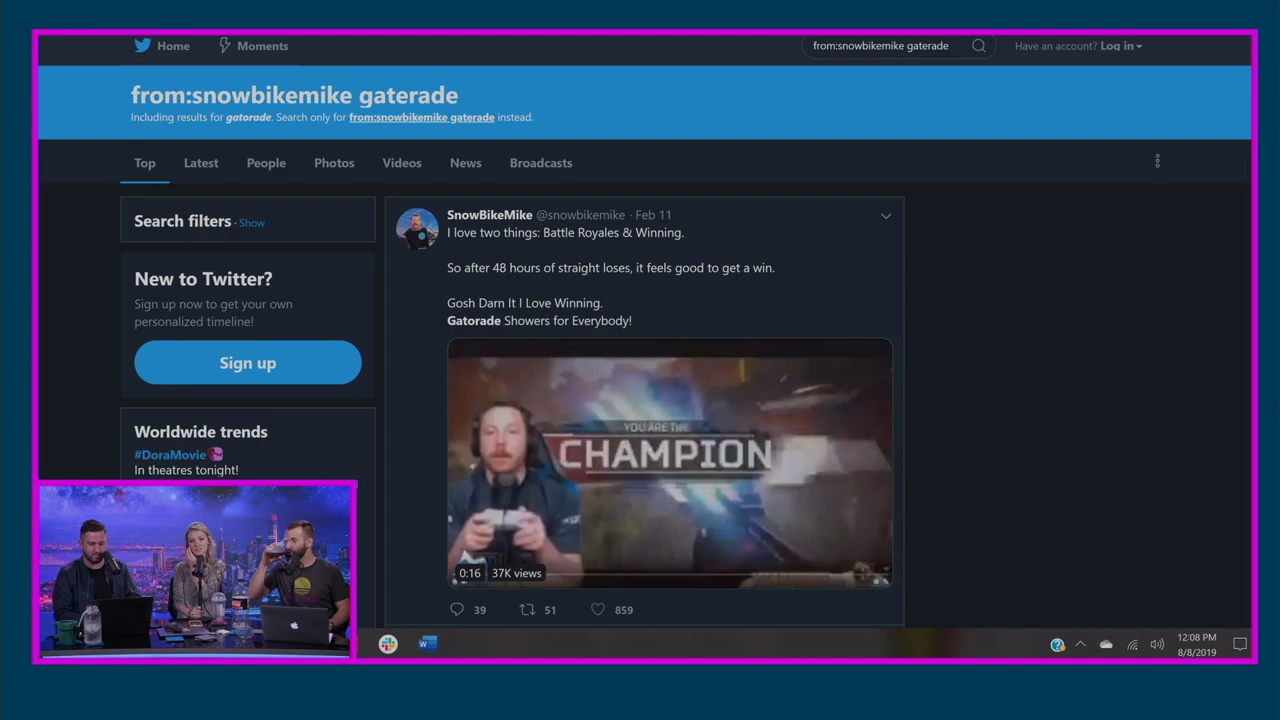 Home
Moments
from:snowbikemike gaterade
Have an account? Log in
from:snowbikemike gaterade
Including results for gatorade. Search only for from:snowbikemike gaterade instead.
Top
Latest
People
Photos
Videos
News
Broadcasts
Search filters · Show
New to Twitter?
Sign up now to get your own
personalized timeline!
Sign up
Worldwide trends
#DoraMovie
In theatres tonight!
SnowBikeMike @snowbikemike · Feb 11
I love two things: Battle Royales & Winning.
So after 48 hours of straight loses, it feels good to get a win.
Gosh Darn It I Love Winning.
Gatorade Showers for Everybody!
YOU ARE THE
CHAMPION
0:16 37K views
39
51
859
W
12:08 PM
8/8/2019